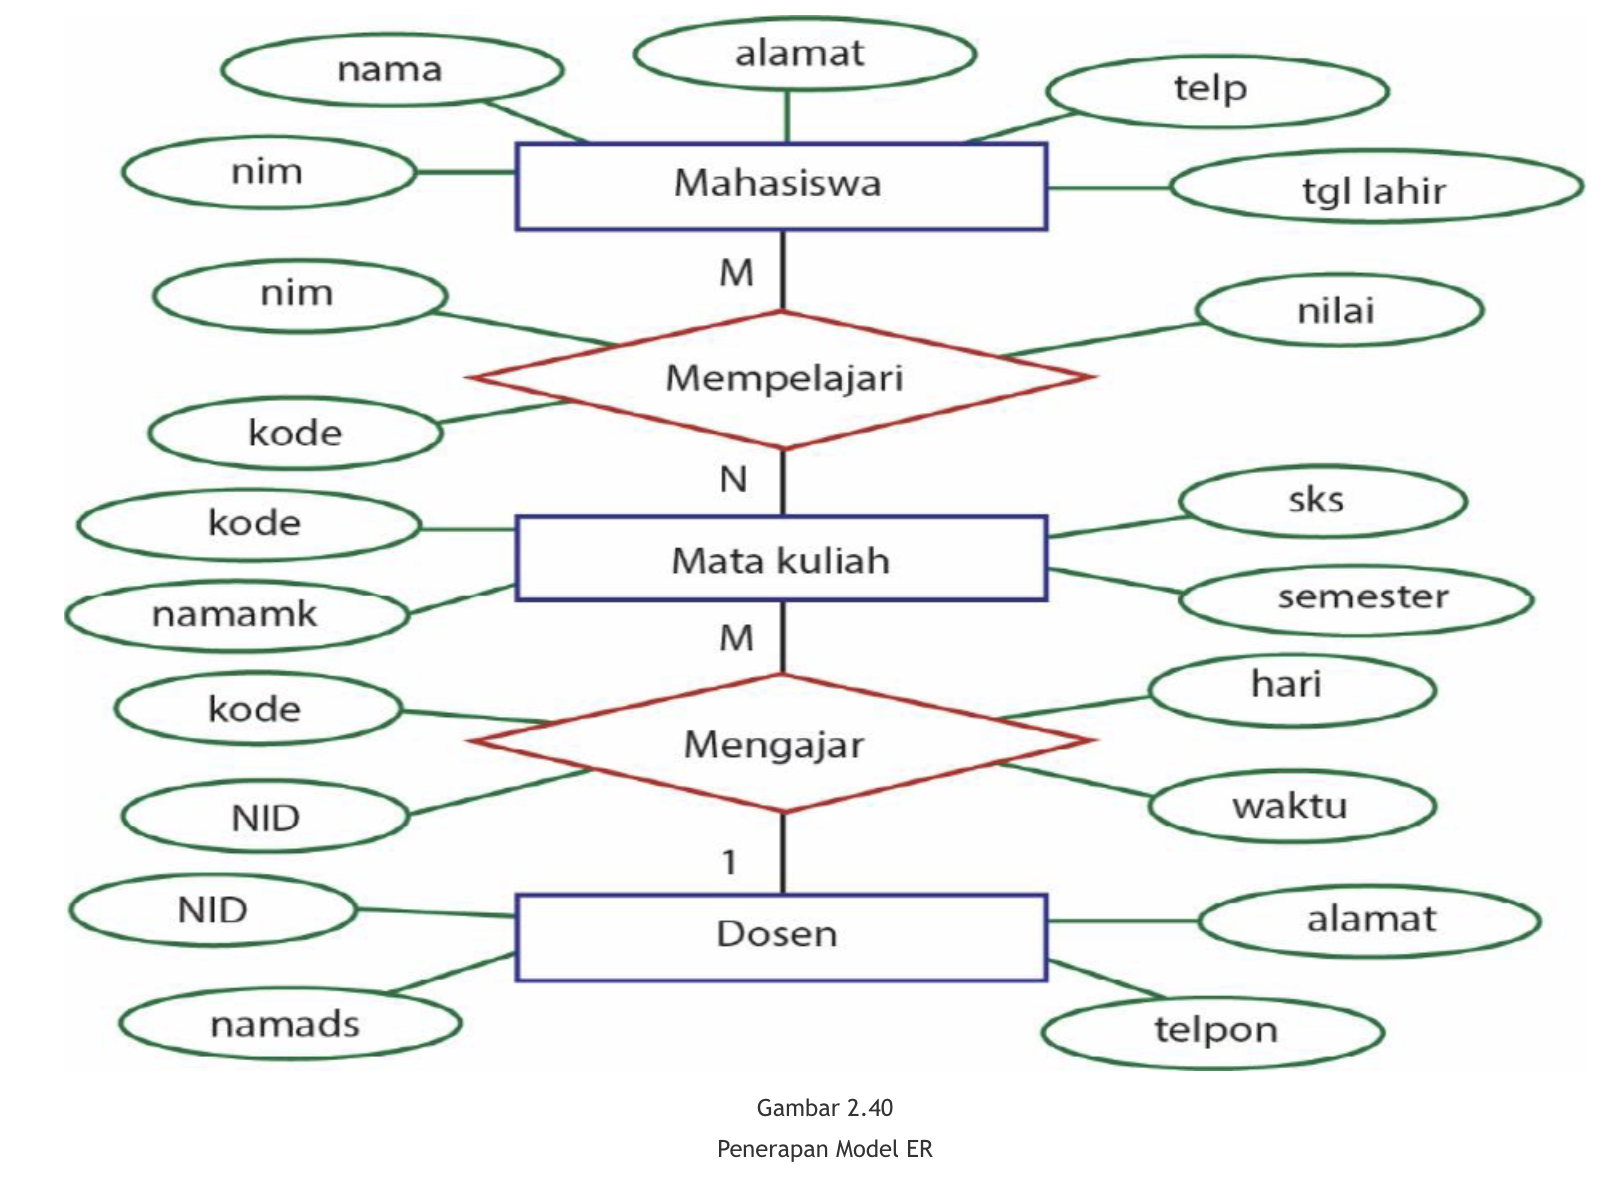 nama
alamat
telp
nim
Mahasiswa
tgl lahir
M
nim
nilai
Mempelajari
kode
N
kode
sks
Mata kuliah
namamk
semester
M
kode
hari
Mengajar
NID
waktu
1
NID
Dosen
alamat
namads
telpon
Gambar 2.40
Penerapan Model ER